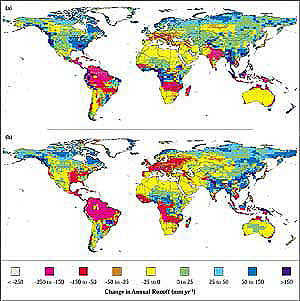 (a)
(b)
< -250 -250 to -150 -150 to -50 -50 to -25 -25 to 0 0 to 25 25 to 50 50 to 150 >150
Change in Annual Runoff (mm yr⁻¹)